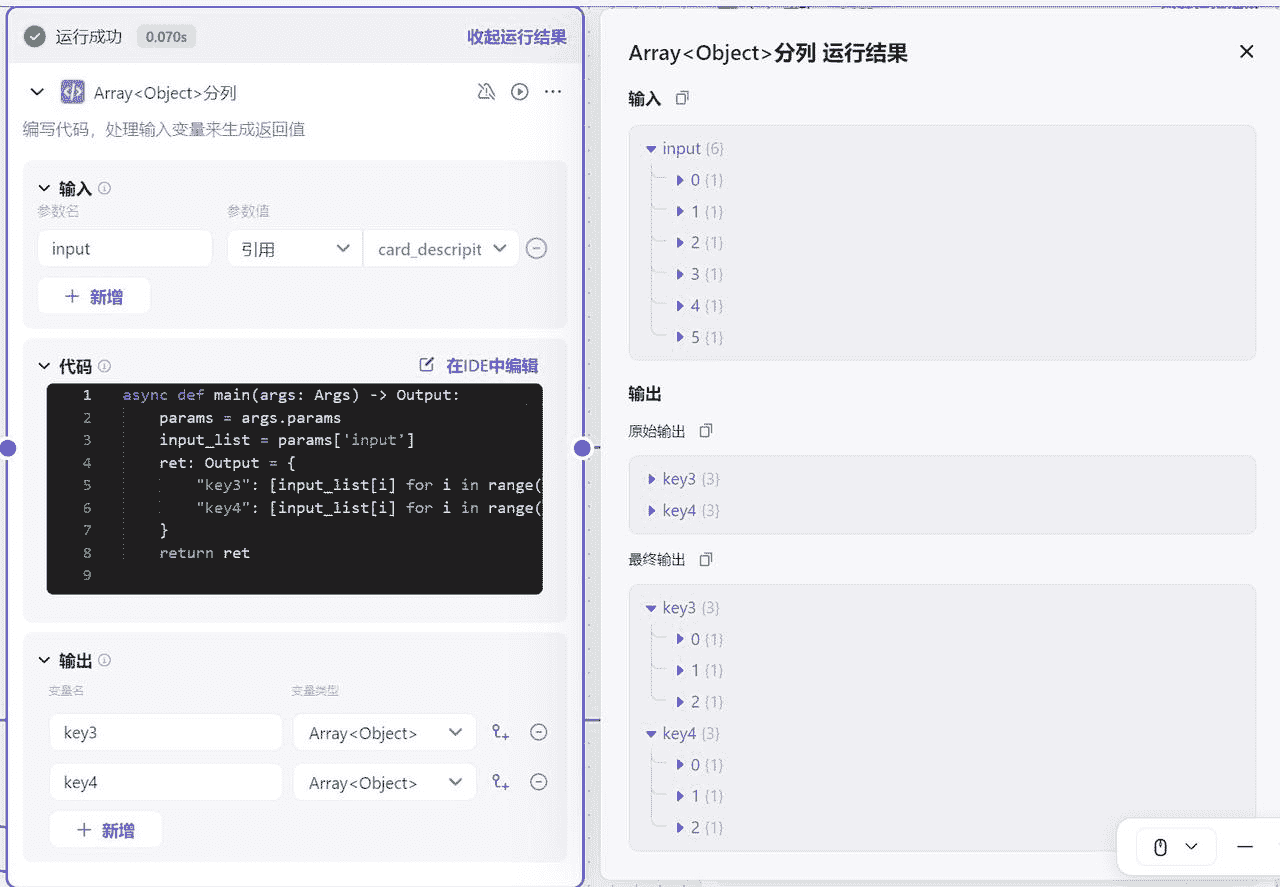 运行成功 0.070s 收起运行结果
Array<Object>分列
编写代码，处理输入变量来生成返回值
输入
参数名 参数值
input 引用 card_descripit
新增
代码 在IDE中编辑
1 async def main(args: Args) -> Output:
2 params = args.params
3 input_list = params['input']
4 ret: Output = {
5 "key3": [input_list[i] for i in range(
6 "key4": [input_list[i] for i in range(
7 }
8 return ret
9
输出
变量名 变量类型
key3 Array<Object>
key4 Array<Object>
新增
Array<Object>分列 运行结果
输入
input {6}
0 {1}
1 {1}
2 {1}
3 {1}
4 {1}
5 {1}
输出
原始输出
key3 {3}
key4 {3}
最终输出
key3 {3}
0 {1}
1 {1}
2 {1}
key4 {3}
0 {1}
1 {1}
2 {1}